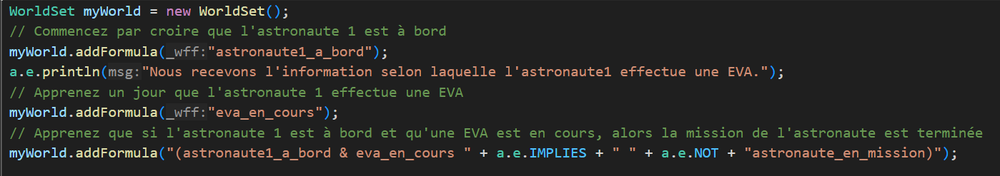 WorldSet myWorld = new WorldSet();
// Commencez par croire que l'astronaute 1 est à bord
myWorld.addFormula(_wff:"astronaute1_a_bord");
a.e.println(msg:"Nous recevons l'information selon laquelle l'astronaute1 effectue une EVA.");
// Apprenez un jour que l'astronaute 1 effectue une EVA
myWorld.addFormula(_wff:"eva_en_cours");
// Apprenez que si l'astronaute 1 est à bord et qu'une EVA est en cours, alors la mission de l'astronaute est terminée
myWorld.addFormula("(astronaute1_a_bord & eva_en_cours " + a.e.IMPLIES + " " + a.e.NOT + "astronaute_en_mission)");